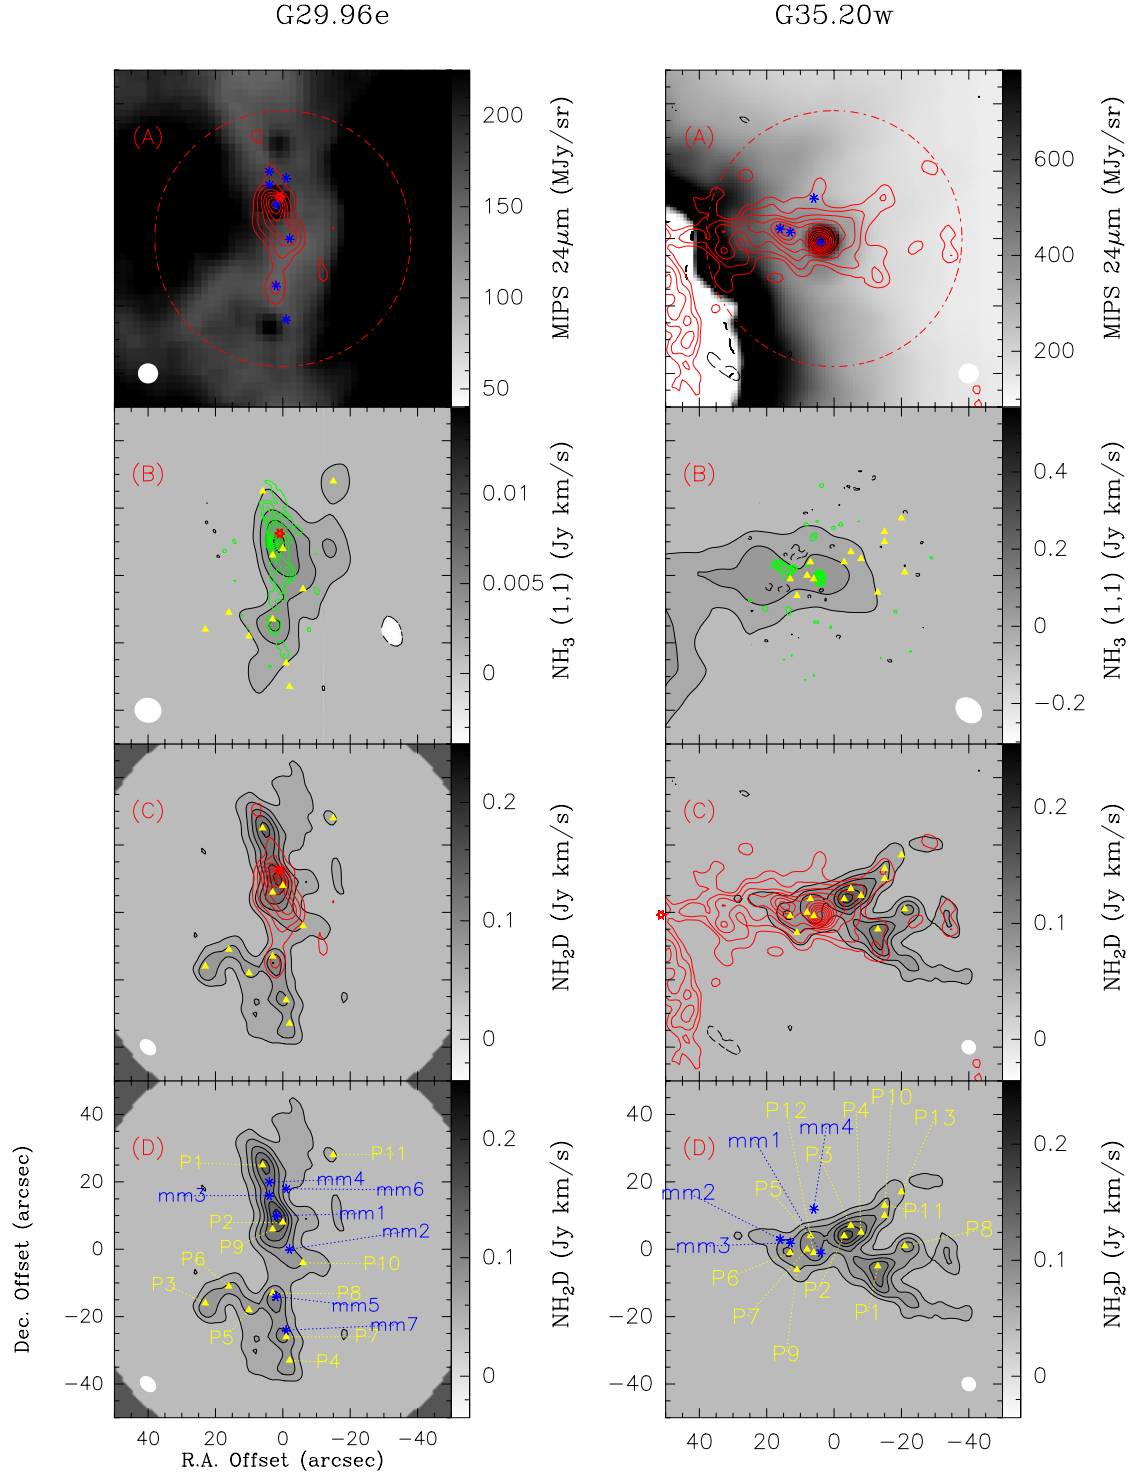 G29.96e G35.20w
(A) (A)
200
150
100
50
MIPS 24μm (MJy/sr)
600
400
200
MIPS 24μm (MJy/sr)
(B) (B)
0.01
0.005
0
NH3 (1,1) (Jy km/s)
0.4
0.2
0
−0.2
NH3 (1,1) (Jy km/s)
(C) (C)
0.2
0.1
0
NH2D (Jy km/s)
0.2
0.1
0
NH2D (Jy km/s)
(D)
P1
P11
mm4
mm3
mm6
mm1
P2
mm2
P9
P6
P10
P3
P8
mm5
P5
mm7
P7
P4
40
20
0
−20
−40
0.2
0.1
0
NH2D (Jy km/s)
Dec. Offset (arcsec)
40 20 0 −20 −40
R.A. Offset (arcsec)
(D)
P10
P12
P4
P13
mm4
mm1
P3
mm2
P5
P11
P8
mm3
P6
P2
P7
P1
P9
40
20
0
−20
−40
0.2
0.1
0
NH2D (Jy km/s)
40 20 0 −20 −40